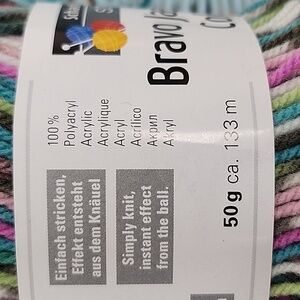 Bravo
100 %
Polyacryl
Acrylic
Acrylique
Acryl
Acrílico
Акрил
Akryl
Einfach stricken,
Effekt entsteht
aus dem Knäuel
Simply knit,
instant effect
from the ball.
50 g ca. 133 m